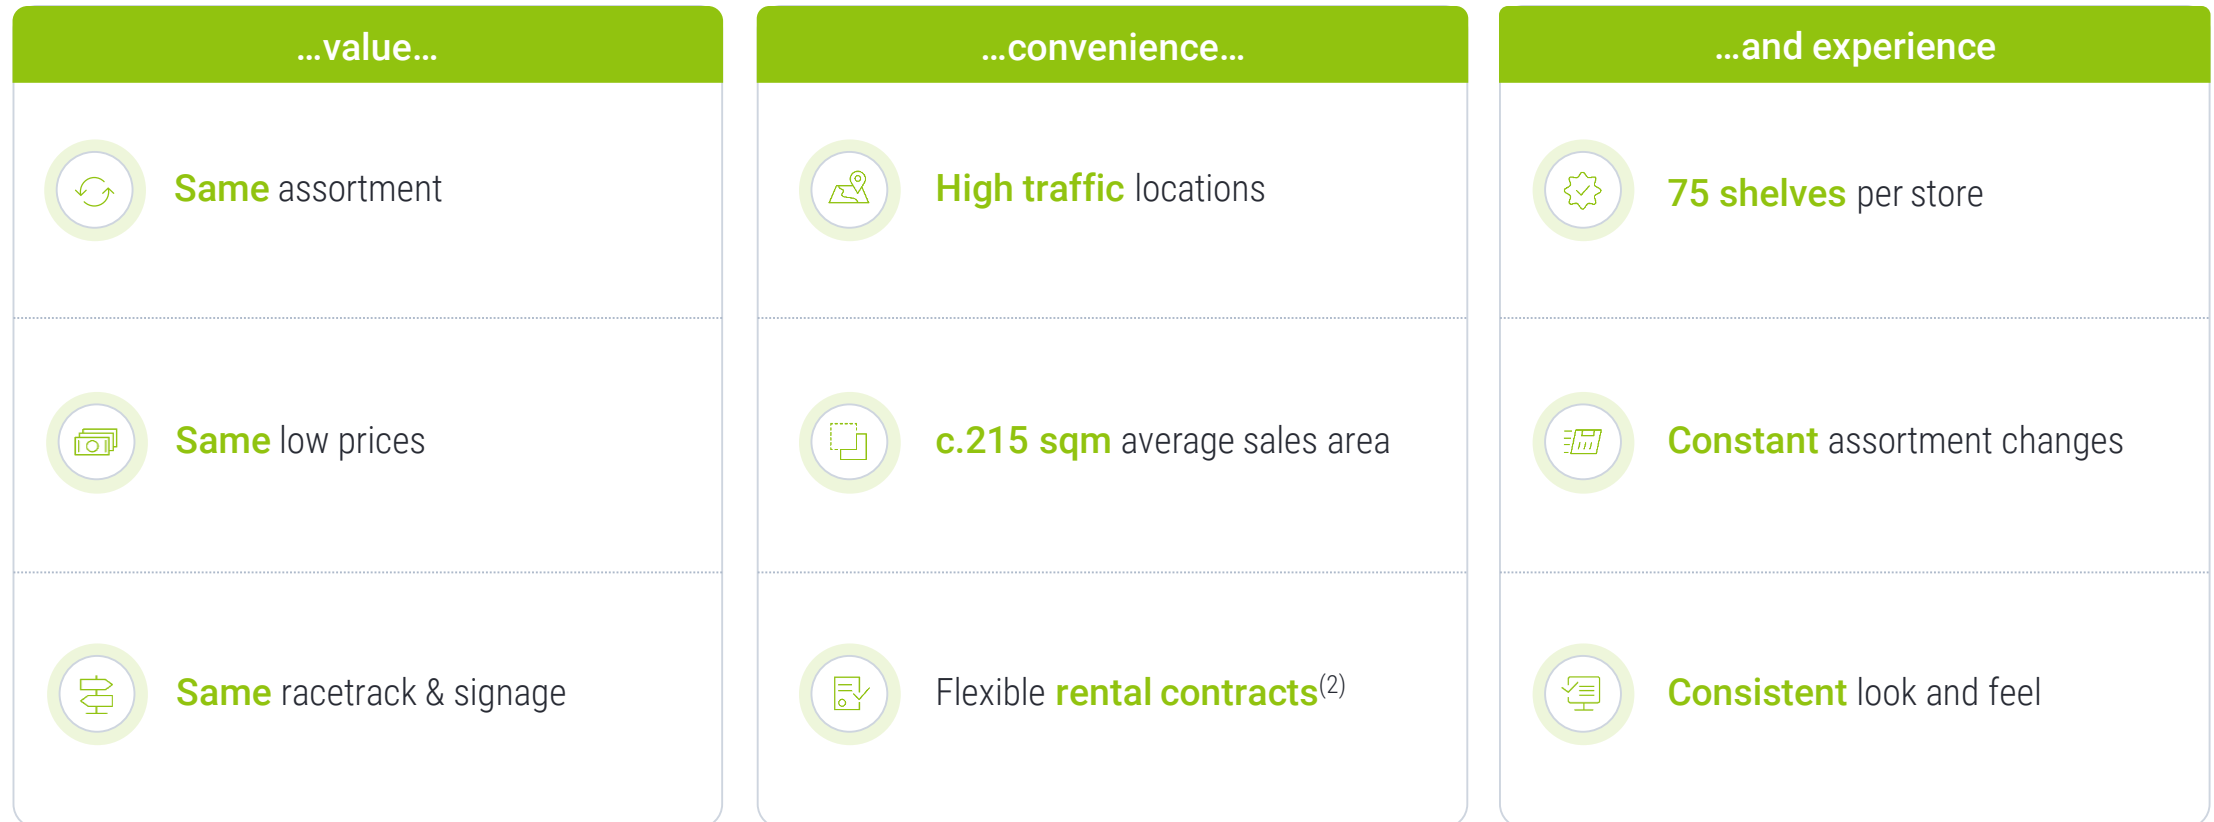 ...value...
Same assortment
Same low prices
Same racetrack & signage
...convenience...
High traffic locations
c.215 sqm average sales area
Flexible rental contracts(2)
...and experience
75 shelves per store
Constant assortment changes
Consistent look and feel